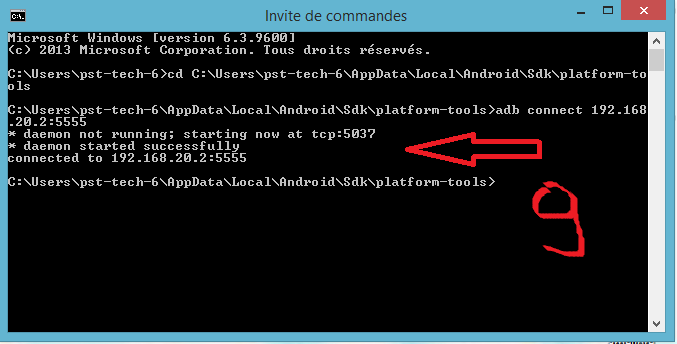 Invite de commandes
Microsoft Windows [version 6.3.9600]
(c) 2013 Microsoft Corporation. Tous droits réservés.
C:\Users\pst-tech-6>cd C:\Users\pst-tech-6\AppData\Local\Android\Sdk\platform-to
ols
C:\Users\pst-tech-6\AppData\Local\Android\Sdk\platform-tools>adb connect 192.168
.20.2:5555
* daemon not running; starting now at tcp:5037
* daemon started successfully
connected to 192.168.20.2:5555
C:\Users\pst-tech-6\AppData\Local\Android\Sdk\platform-tools>
9